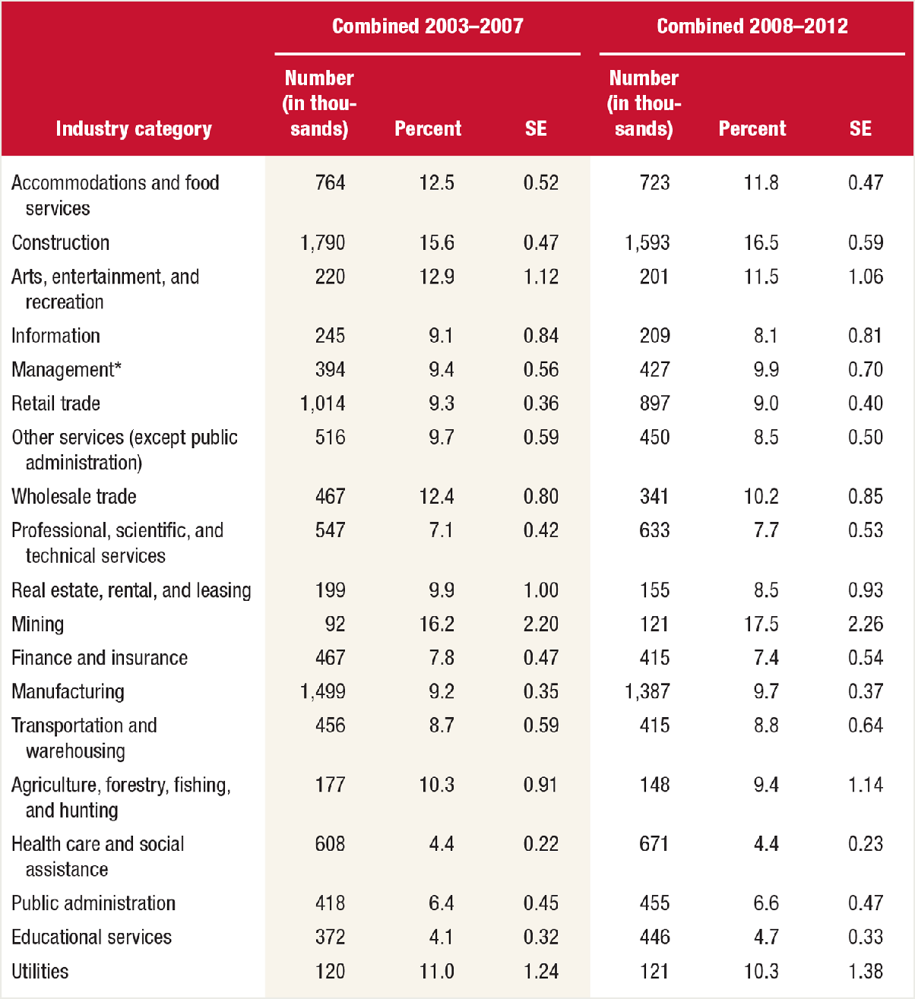 Combined 2003–2007 Combined 2008–2012
Industry category Number (in thou-sands) Percent SE Number (in thou-sands) Percent SE
Accommodations and food 764 12.5 0.52 723 11.8 0.47
services
Construction 1,790 15.6 0.47 1,593 16.5 0.59
Arts, entertainment, and 220 12.9 1.12 201 11.5 1.06
recreation
Information 245 9.1 0.84 209 8.1 0.81
Management* 394 9.4 0.56 427 9.9 0.70
Retail trade 1,014 9.3 0.36 897 9.0 0.40
Other services (except public 516 9.7 0.59 450 8.5 0.50
administration)
Wholesale trade 467 12.4 0.80 341 10.2 0.85
Professional, scientific, and 547 7.1 0.42 633 7.7 0.53
technical services
Real estate, rental, and leasing 199 9.9 1.00 155 8.5 0.93
Mining 92 16.2 2.20 121 17.5 2.26
Finance and insurance 467 7.8 0.47 415 7.4 0.54
Manufacturing 1,499 9.2 0.35 1,387 9.7 0.37
Transportation and 456 8.7 0.59 415 8.8 0.64
warehousing
Agriculture, forestry, fishing, 177 10.3 0.91 148 9.4 1.14
and hunting
Health care and social 608 4.4 0.22 671 4.4 0.23
assistance
Public administration 418 6.4 0.45 455 6.6 0.47
Educational services 372 4.1 0.32 446 4.7 0.33
Utilities 120 11.0 1.24 121 10.3 1.38